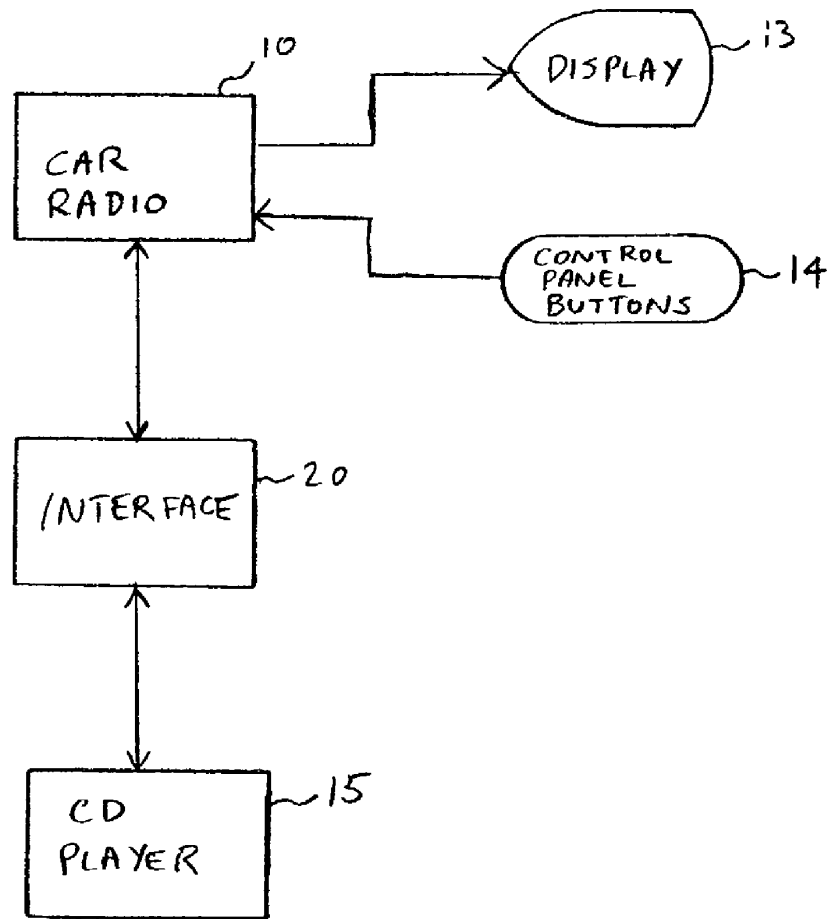 10
CAR
RADIO
DISPLAY
13
CONTROL
PANEL
BUTTONS
14
INTERFACE
20
CD
PLAYER
15